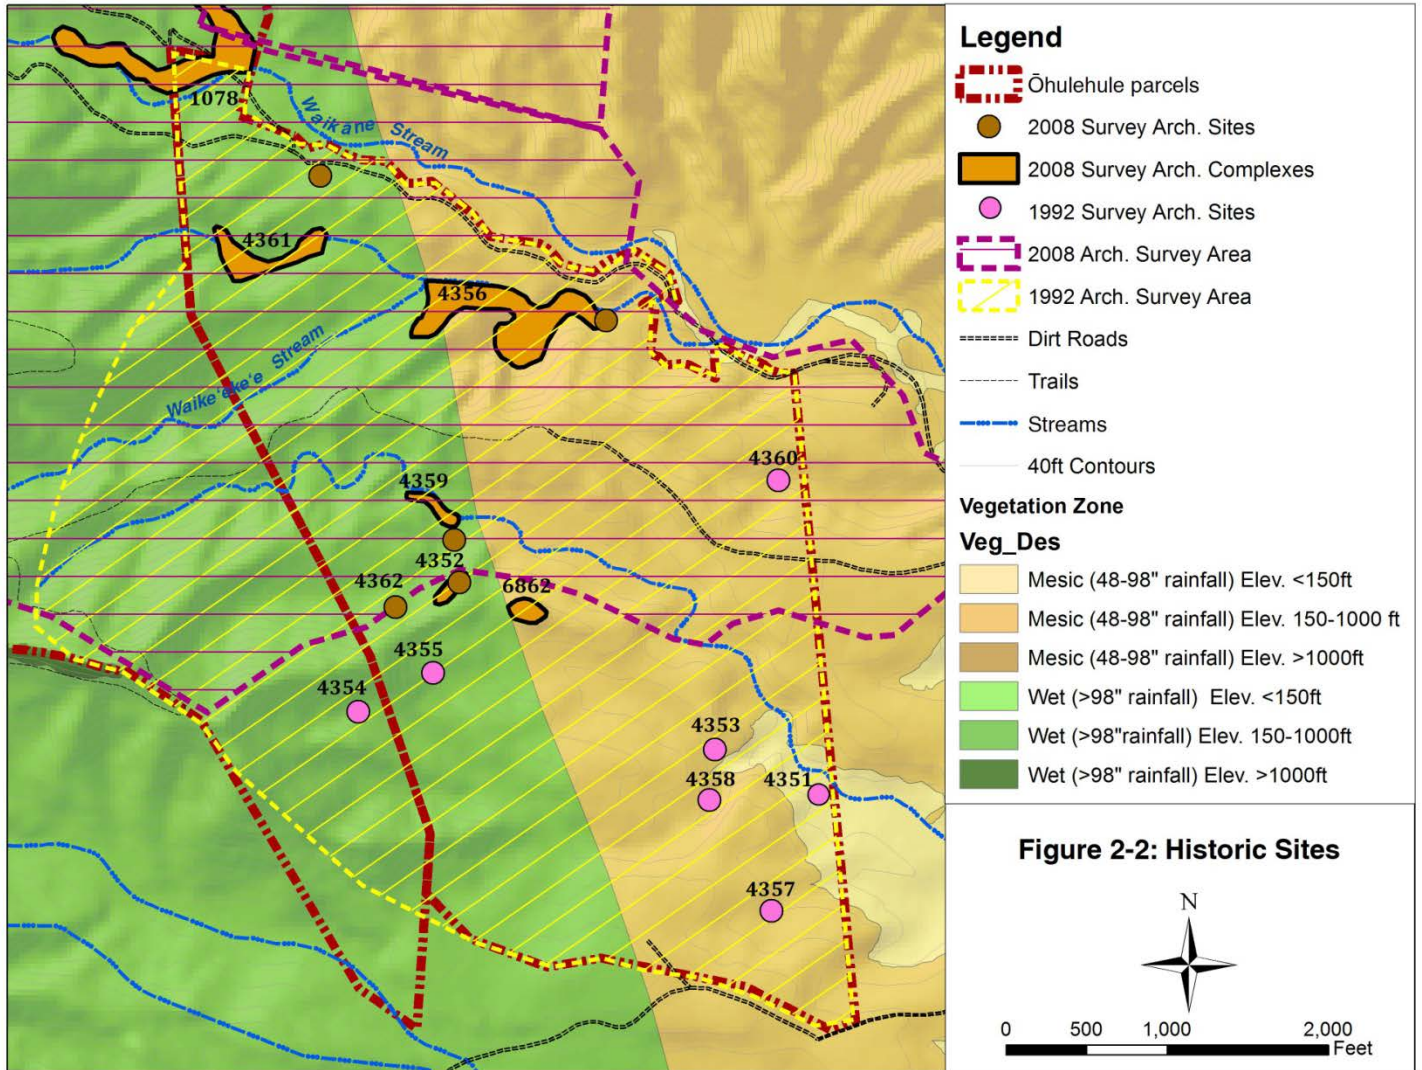 1078
Waikane Stream
4361
4356
Waike'eke'e Stream
4360
4359
4352
4362
6862
4355
4354
4353
4358
4351
4357
Legend
Ōhulehule parcels
2008 Survey Arch. Sites
2008 Survey Arch. Complexes
1992 Survey Arch. Sites
2008 Arch. Survey Area
1992 Arch. Survey Area
Dirt Roads
Trails
Streams
40ft Contours
Vegetation Zone
Veg_Des
Mesic (48-98" rainfall) Elev. <150ft
Mesic (48-98" rainfall) Elev. 150-1000 ft
Mesic (48-98" rainfall) Elev. >1000ft
Wet (>98" rainfall) Elev. <150ft
Wet (>98"rainfall) Elev. 150-1000ft
Wet (>98" rainfall) Elev. >1000ft
Figure 2-2: Historic Sites
N
0 500 1,000 2,000
Feet